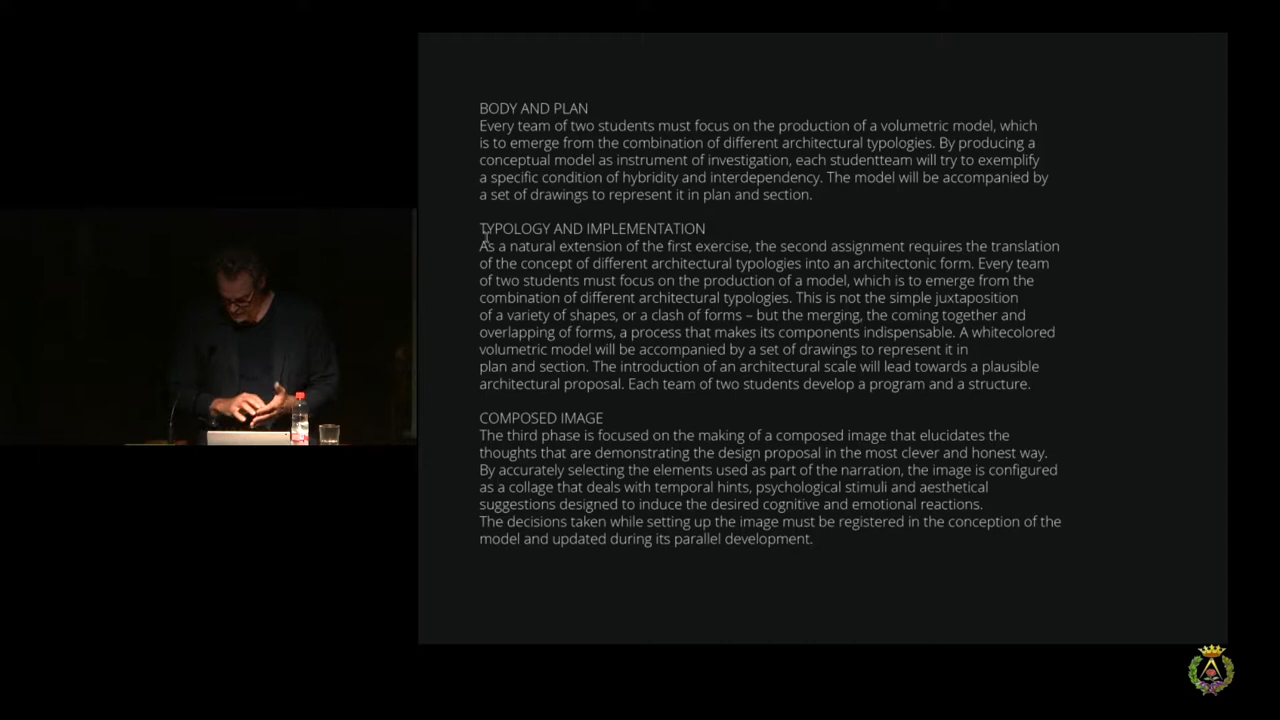 BODY AND PLAN
Every team of two students must focus on the production of a volumetric model, which
is to emerge from the combination of different architectural typologies. By producing a
conceptual model as instrument of investigation, each studentteam will try to exemplify
a specific condition of hybridity and interdependency. The model will be accompanied by
a set of drawings to represent it in plan and section.
TYPOLOGY AND IMPLEMENTATION
As a natural extension of the first exercise, the second assignment requires the translation
of the concept of different architectural typologies into an architectonic form. Every team
of two students must focus on the production of a model, which is to emerge from the
combination of different architectural typologies. This is not the simple juxtaposition
of a variety of shapes, or a clash of forms – but the merging, the coming together and
overlapping of forms, a process that makes its components indispensable. A whitecolored
volumetric model will be accompanied by a set of drawings to represent it in
plan and section. The introduction of an architectural scale will lead towards a plausible
architectural proposal. Each team of two students develop a program and a structure.
COMPOSED IMAGE
The third phase is focused on the making of a composed image that elucidates the
thoughts that are demonstrating the design proposal in the most clever and honest way.
By accurately selecting the elements used as part of the narration, the image is configured
as a collage that deals with temporal hints, psychological stimuli and aesthetical
suggestions designed to induce the desired cognitive and emotional reactions.
The decisions taken while setting up the image must be registered in the conception of the
model and updated during its parallel development.